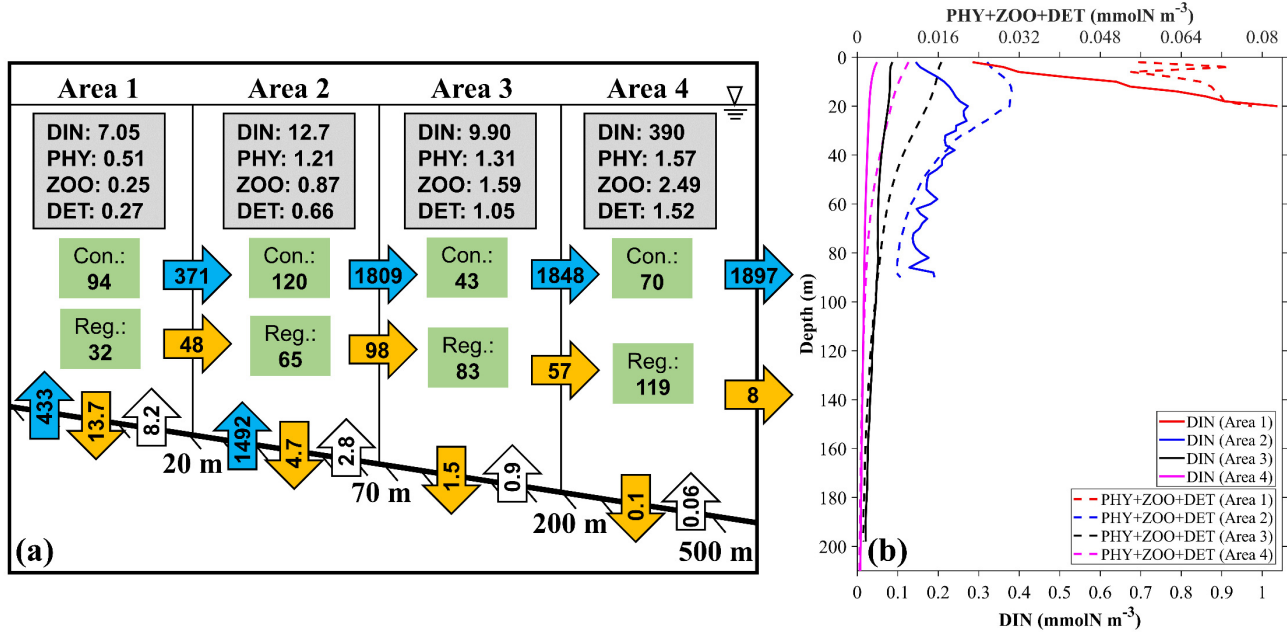 Area 1
Area 2
Area 3
Area 4
DIN: 7.05
PHY: 0.51
ZOO: 0.25
DET: 0.27
DIN: 12.7
PHY: 1.21
ZOO: 0.87
DET: 0.66
DIN: 9.90
PHY: 1.31
ZOO: 1.59
DET: 1.05
DIN: 390
PHY: 1.57
ZOO: 2.49
DET: 1.52
Con.:
94
371
Con.:
120
1809
Con.:
43
1848
Con.:
70
1897
Reg.:
32
48
Reg.:
65
98
Reg.:
83
57
Reg.:
119
8
433
13.7
8.2
20 m
1492
4.7
2.8
70 m
1.5
0.9
200 m
0.1
0.06
500 m
(a)
PHY+ZOO+DET (mmolN m⁻³)
0 0.016 0.032 0.048 0.064 0.08
Depth (m)
0
20
40
60
80
100
120
140
160
180
200
DIN (Area 1)
DIN (Area 2)
DIN (Area 3)
DIN (Area 4)
PHY+ZOO+DET (Area 1)
PHY+ZOO+DET (Area 2)
PHY+ZOO+DET (Area 3)
PHY+ZOO+DET (Area 4)
(b)
0 0.1 0.2 0.3 0.4 0.5 0.6 0.7 0.8 0.9 1
DIN (mmolN m⁻³)